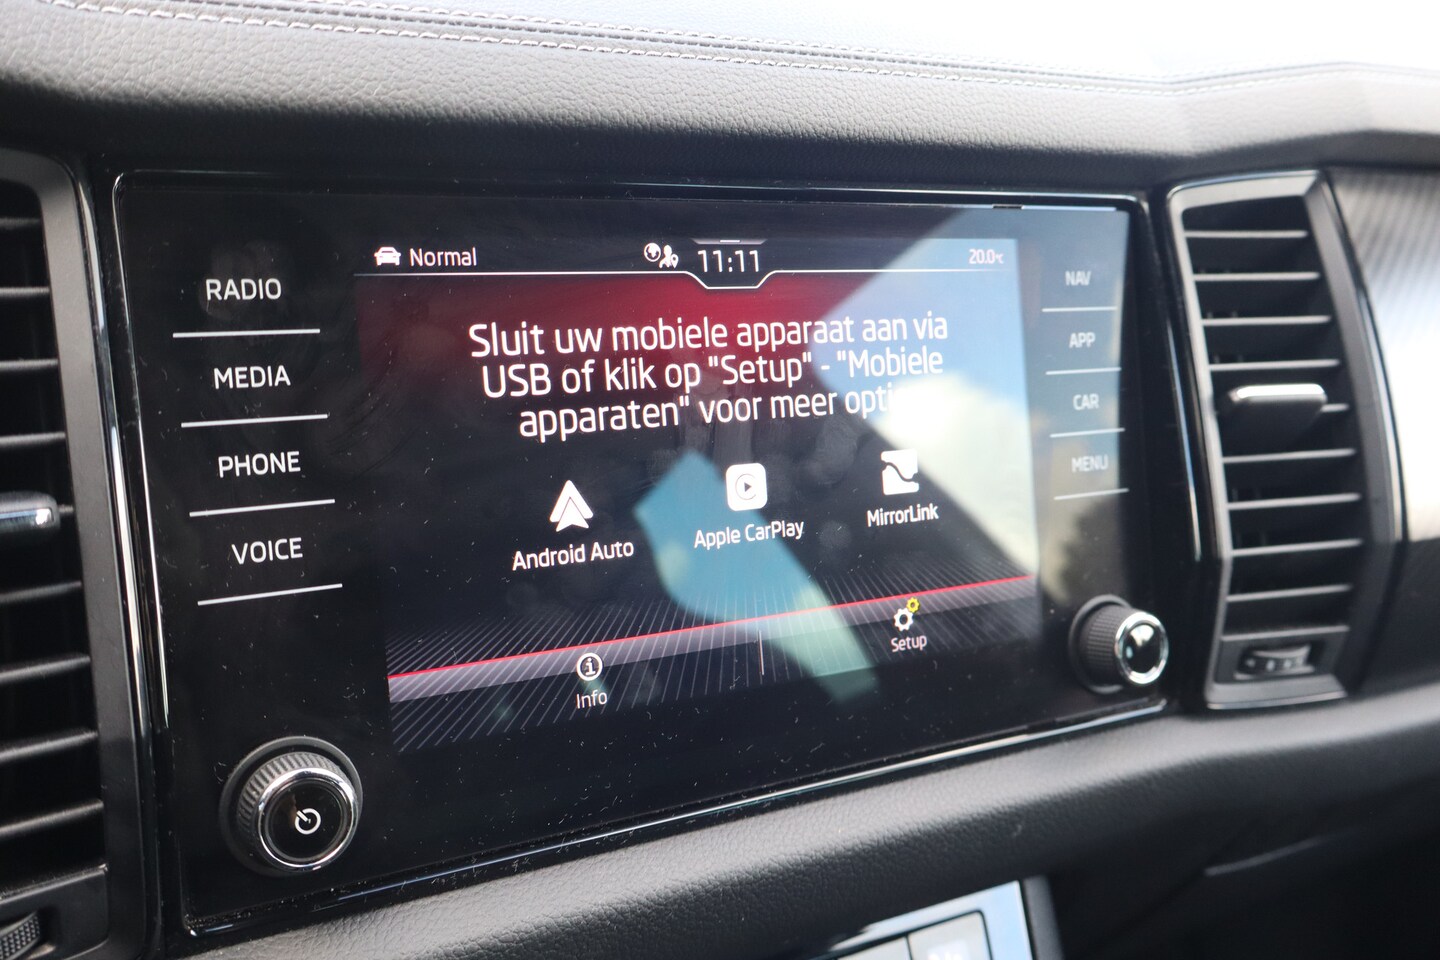 Normal
11:11
20.0°C
RADIO
MEDIA
PHONE
VOICE
Sluit uw mobiele apparaat aan via
USB of klik op "Setup" - "Mobiele
apparaten" voor meer
Android Auto
Apple CarPlay
MirrorLink
Info
Setup
NAV
APP
CAR
MENU